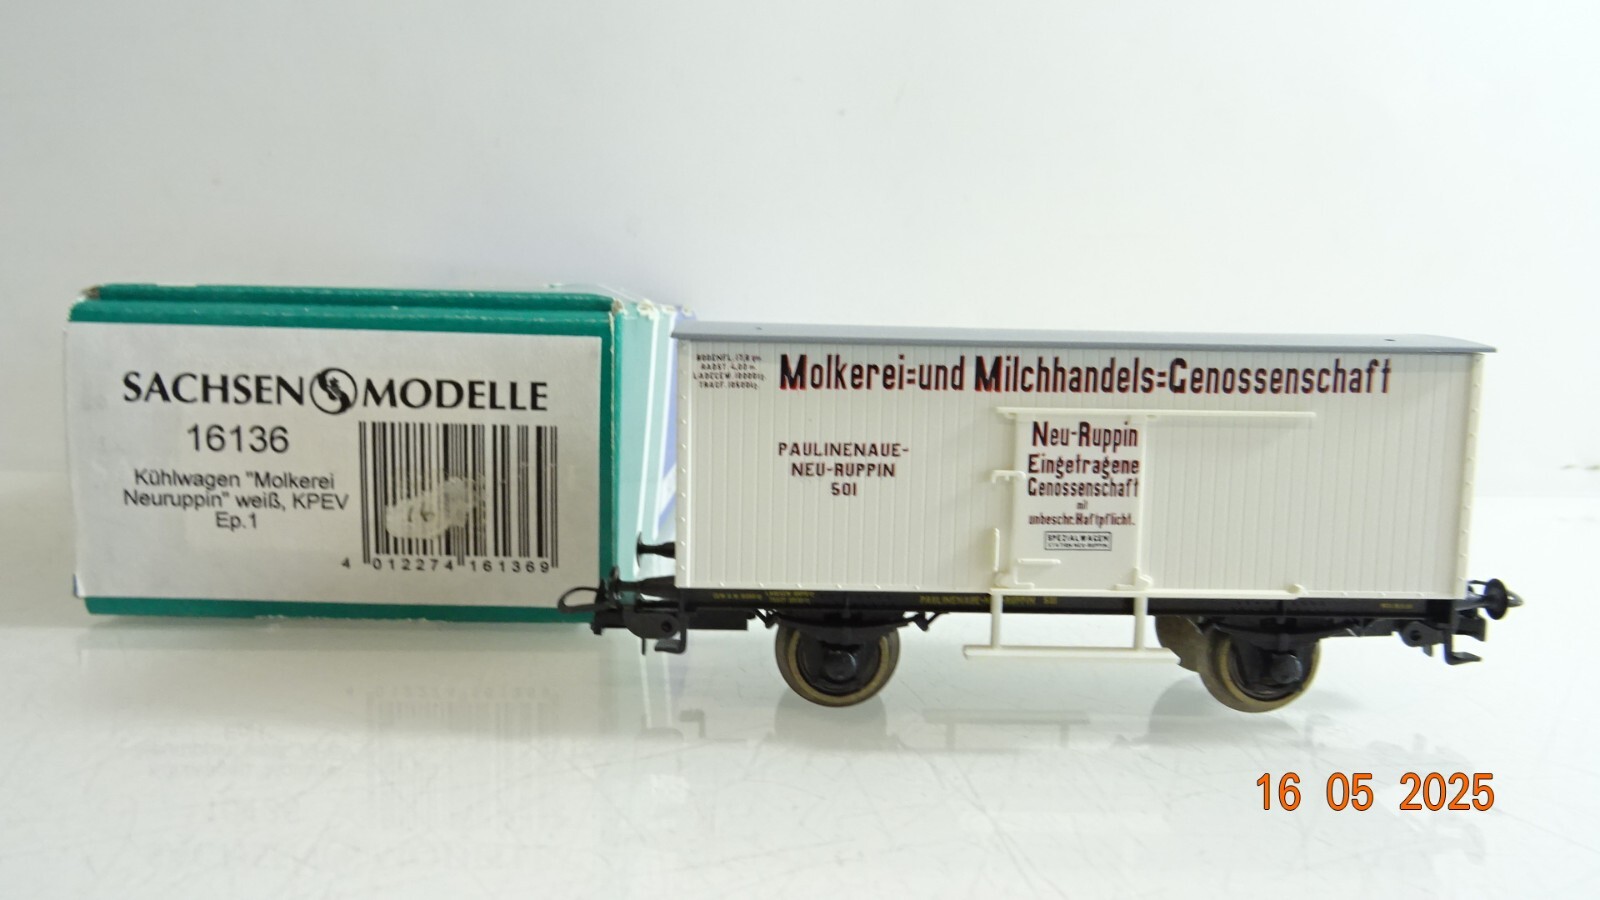 SACHSEN MODELLE
16136
Kühlwagen "Molkerei
Neuruppin" weiß, KPEV
Ep.1
4 012274 161369
Molkerei=und Milchhandels=Genossenschaft
PAULINENAUE-
NEU-RUPPIN
501
Neu-Ruppin
Eingetragene
Genossenschaft
mit
unbeschr. Haftpflicht.
SPEZIALWAGEN
16 05 2025